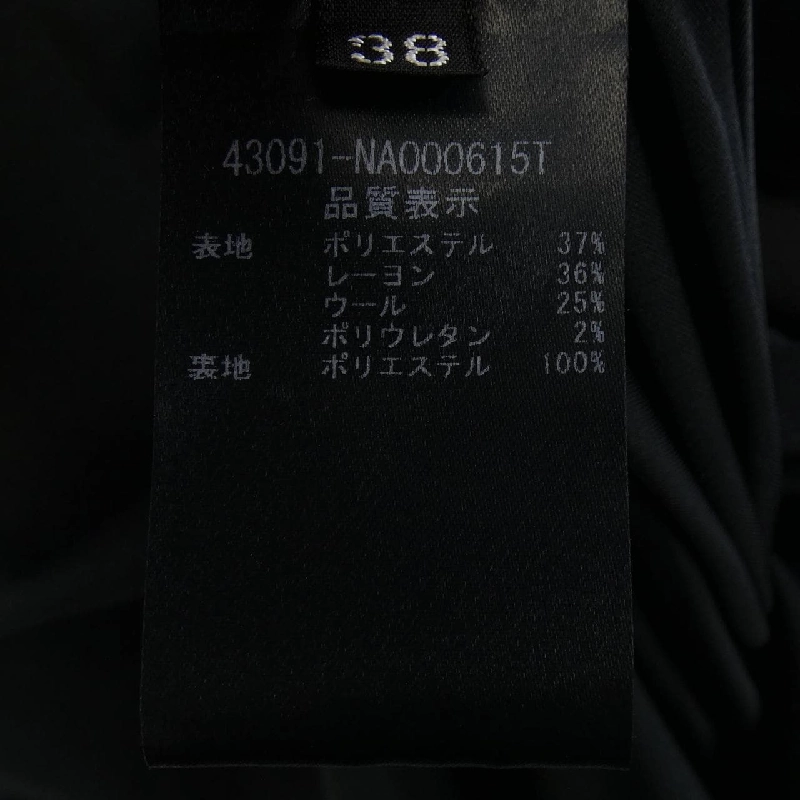 38
43091-NA000615T
品質表示
表地 ポリエステル 37%
レーヨン 36%
ウール 25%
ポリウレタン 2%
裏地 ポリエステル 100%